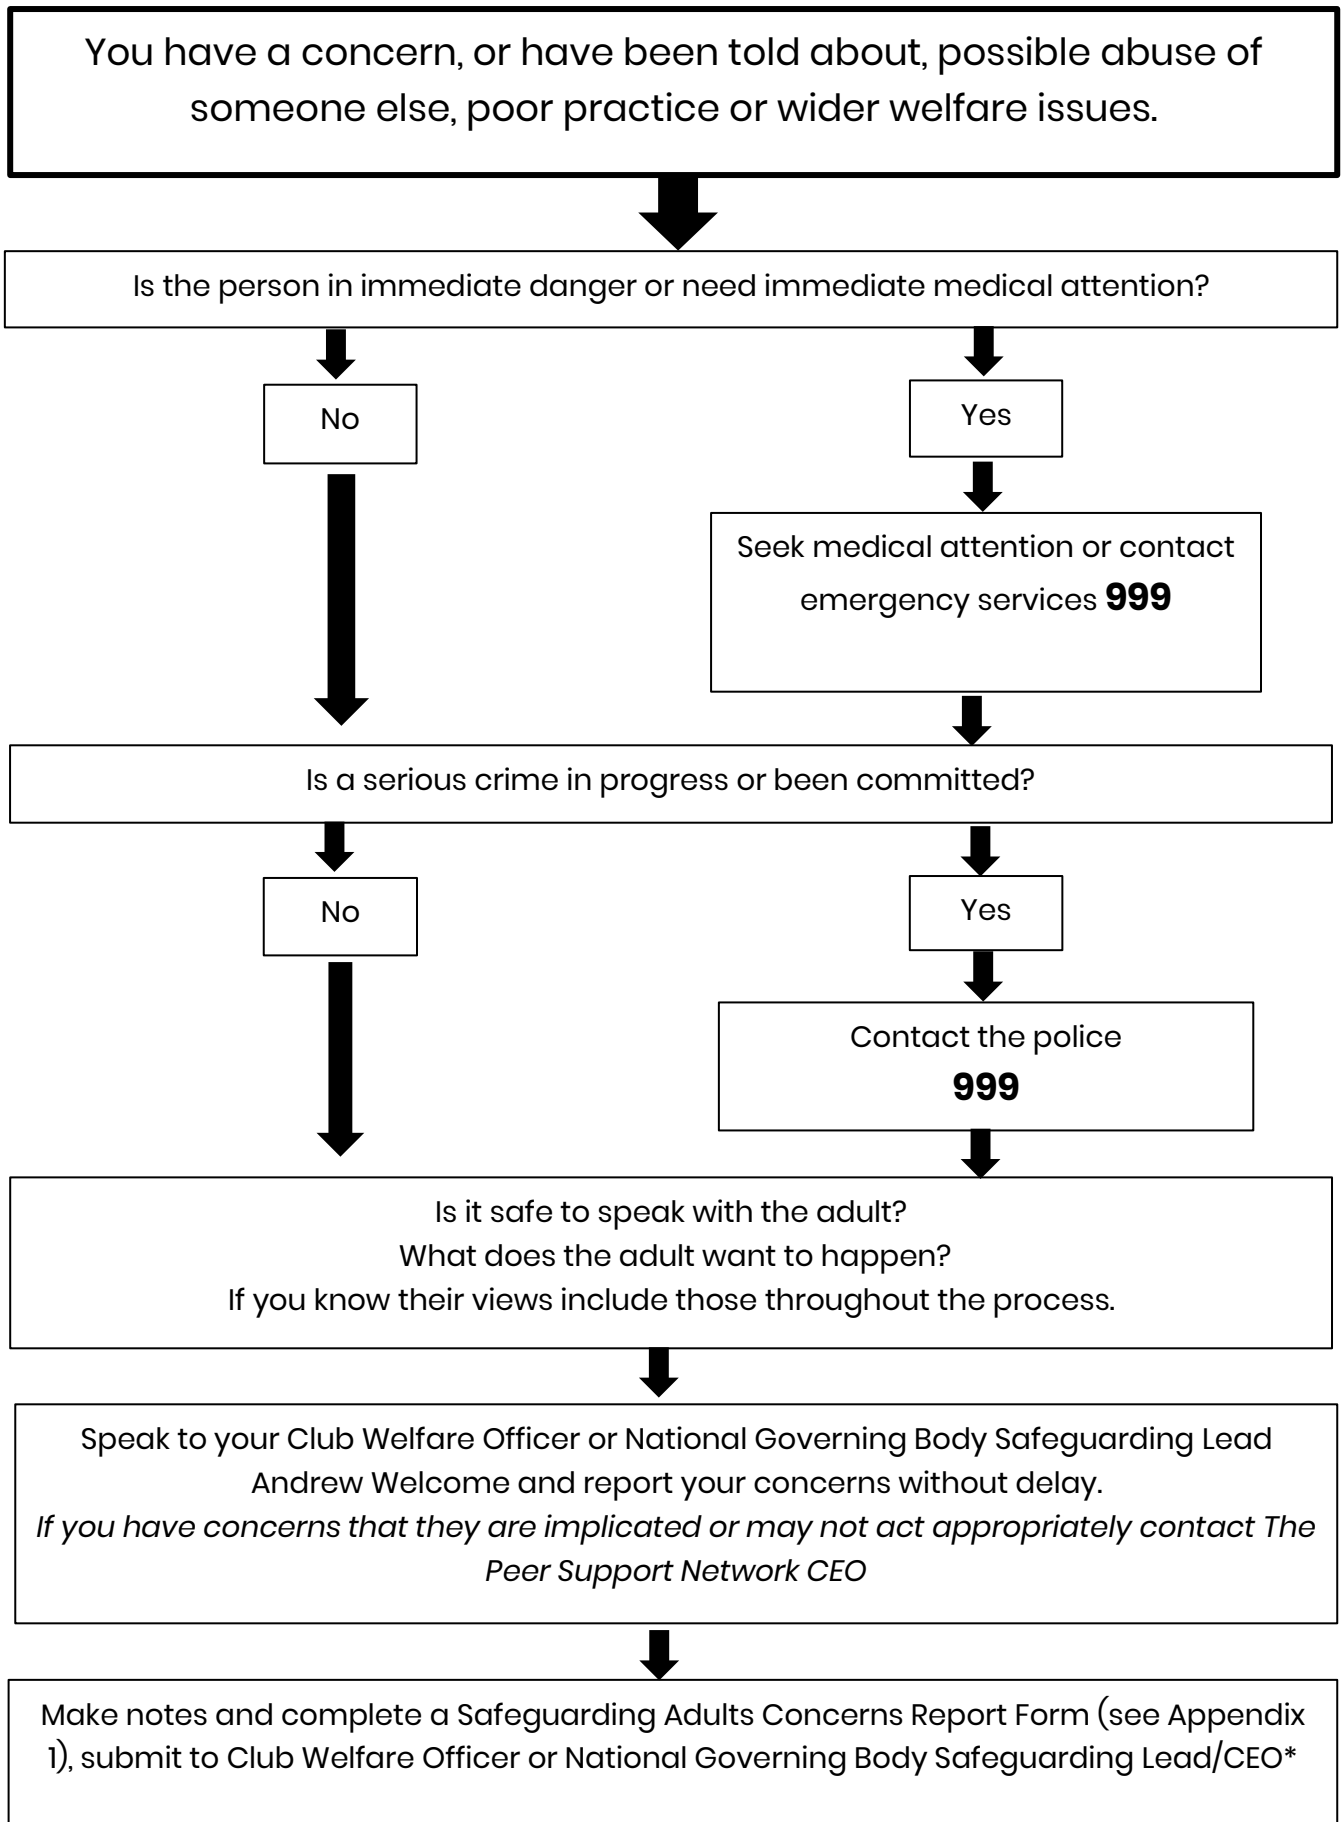 You have a concern, or have been told about, possible abuse of
someone else, poor practice or wider welfare issues.
Is the person in immediate danger or need immediate medical attention?
No
Yes
Seek medical attention or contact
emergency services 999
Is a serious crime in progress or been committed?
No
Yes
Contact the police
999
Is it safe to speak with the adult?
What does the adult want to happen?
If you know their views include those throughout the process.
Speak to your Club Welfare Officer or National Governing Body Safeguarding Lead
Andrew Welcome and report your concerns without delay.
If you have concerns that they are implicated or may not act appropriately contact The
Peer Support Network CEO
Make notes and complete a Safeguarding Adults Concerns Report Form (see Appendix
1), submit to Club Welfare Officer or National Governing Body Safeguarding Lead/CEO*